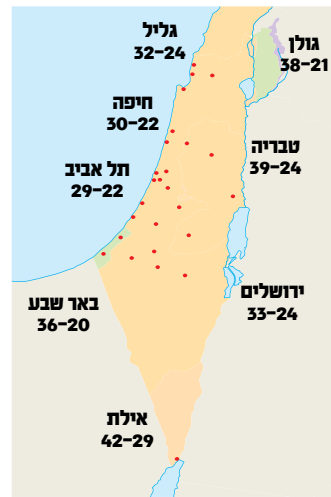 גליל
32–24
גולן
38–21
חיפה
30–22
טבריה
39–24
תל אביב
29–22
ירושלים
33–24
באר שבע
36–20
אילת
42–29